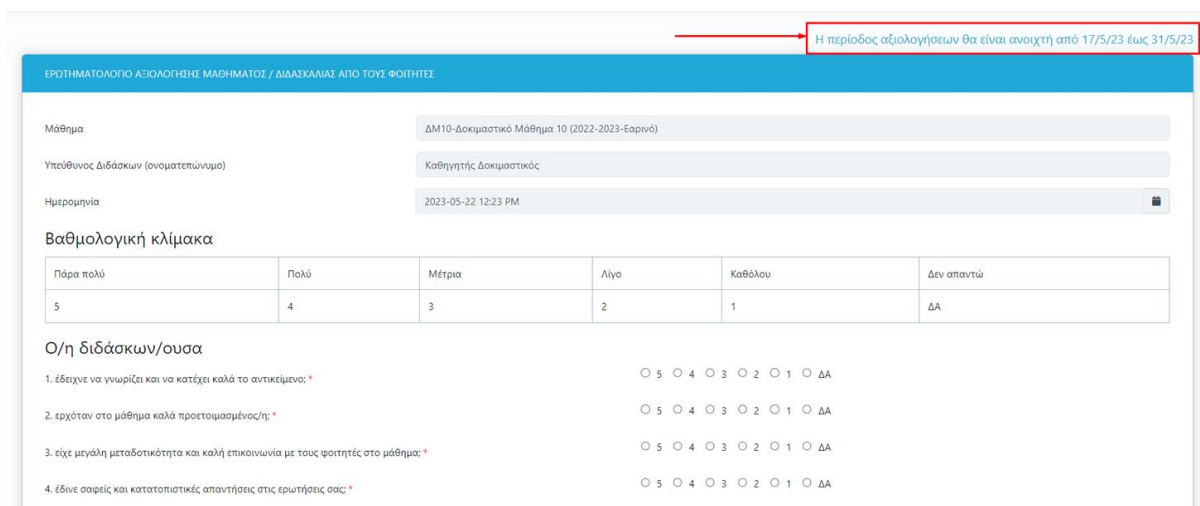 Η περίοδος αξιολογήσεων θα είναι ανοιχτή από 17/5/23 έως 31/5/23
ΕΡΩΤΗΜΑΤΟΛΟΓΙΟ ΑΞΙΟΛΟΓΗΣΗΣ ΜΑΘΗΜΑΤΟΣ / ΔΙΔΑΣΚΑΛΙΑΣ ΑΠΟ ΤΟΥΣ ΦΟΙΤΗΤΕΣ
Μάθημα ΔΜ10-Δοκιμαστικό Μάθημα 10 (2022-2023-Εαρινό)
Υπεύθυνος Διδάσκων (ονοματεπώνυμο) Καθηγητής Δοκιμαστικός
Ημερομηνία 2023-05-22 12:23 PM
Βαθμολογική κλίμακα
Πάρα πολύ Πολύ Μέτρια Λίγο Καθόλου Δεν απαντώ
5 4 3 2 1 ΔΑ
Ο/η διδάσκων/ουσα
1. έδειχνε να γνωρίζει και να κατέχει καλά το αντικείμενο; * 5 4 3 2 1 ΔΑ
2. ερχόταν στο μάθημα καλά προετοιμασμένος/η; * 5 4 3 2 1 ΔΑ
3. είχε μεγάλη μεταδοτικότητα και καλή επικοινωνία με τους φοιτητές στο μάθημα; * 5 4 3 2 1 ΔΑ
4. έδινε σαφείς και κατατοπιστικές απαντήσεις στις ερωτήσεις σας; * 5 4 3 2 1 ΔΑ